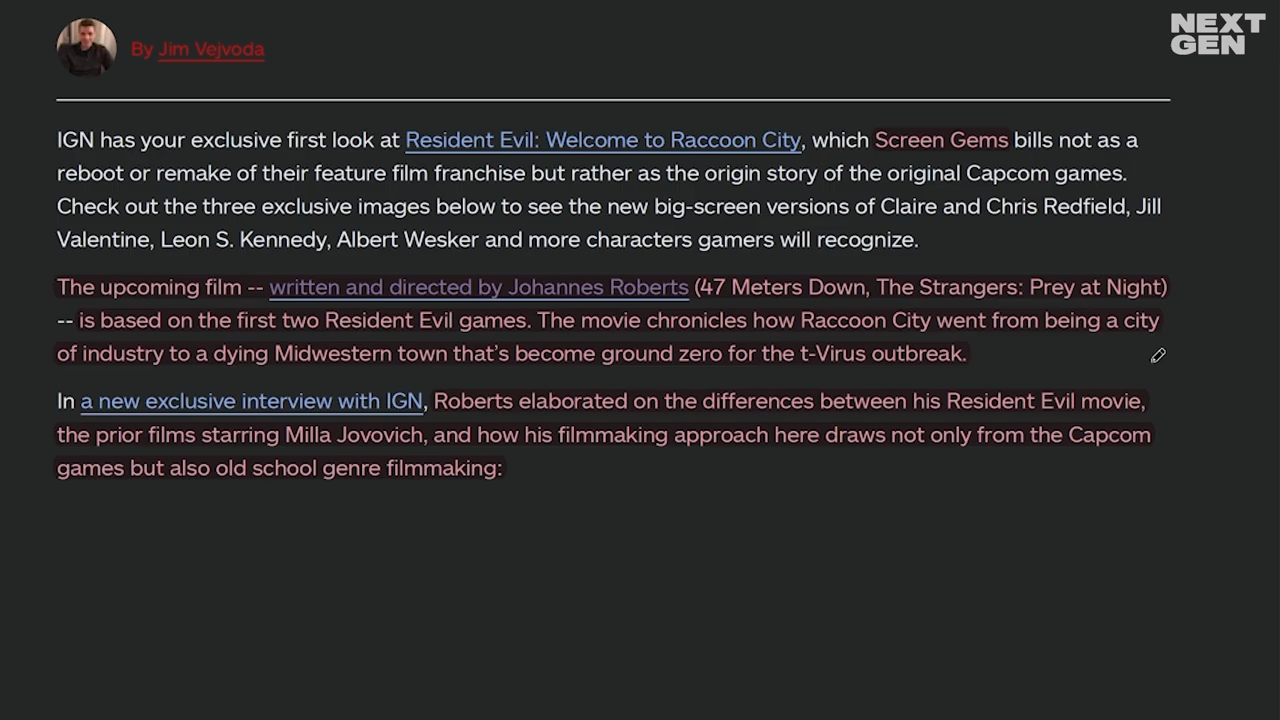 NEXT
GEN
By Jim Vejvoda
IGN has your exclusive first look at Resident Evil: Welcome to Raccoon City, which Screen Gems bills not as a
reboot or remake of their feature film franchise but rather as the origin story of the original Capcom games.
Check out the three exclusive images below to see the new big-screen versions of Claire and Chris Redfield, Jill
Valentine, Leon S. Kennedy, Albert Wesker and more characters gamers will recognize.
The upcoming film -- written and directed by Johannes Roberts (47 Meters Down, The Strangers: Prey at Night)
-- is based on the first two Resident Evil games. The movie chronicles how Raccoon City went from being a city
of industry to a dying Midwestern town that's become ground zero for the t-Virus outbreak.
In a new exclusive interview with IGN, Roberts elaborated on the differences between his Resident Evil movie,
the prior films starring Milla Jovovich, and how his filmmaking approach here draws not only from the Capcom
games but also old school genre filmmaking: